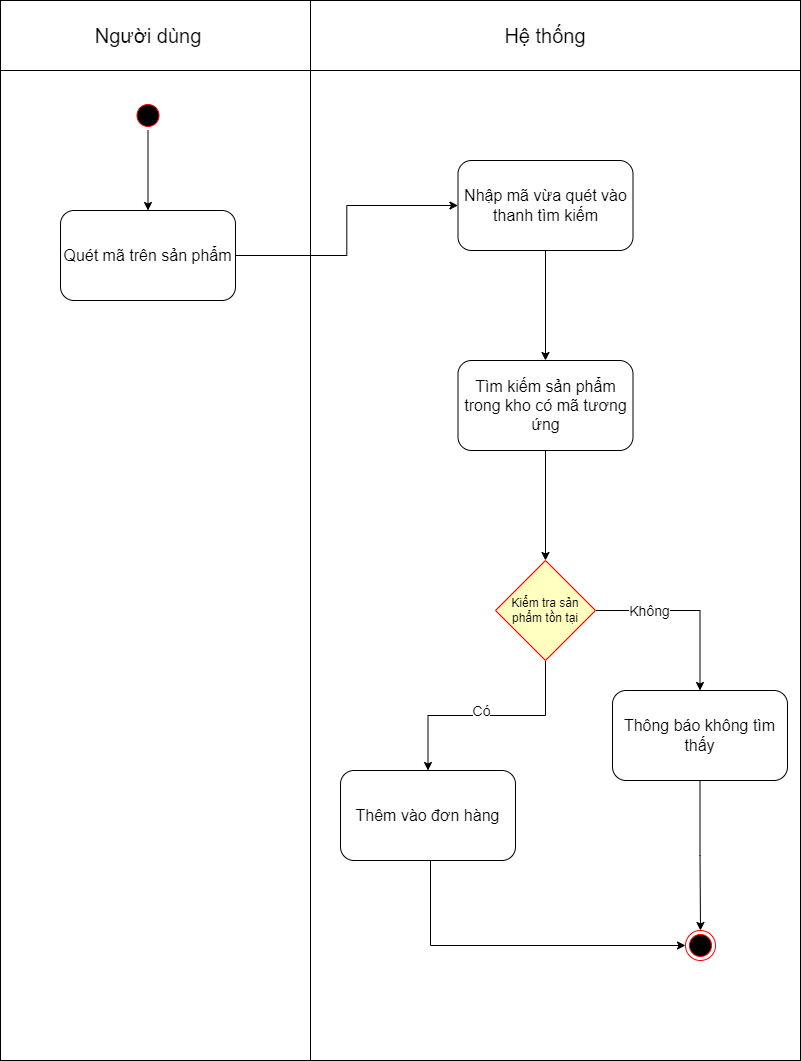 Người dùng
Hệ thống
Nhập mã vừa quét vào
thanh tìm kiếm
Quét mã trên sản phẩm
Tìm kiếm sản phẩm
trong kho có mã tương
ứng
Kiểm tra sản
phẩm tồn tại
Không
Có
Thông báo không tìm
thấy
Thêm vào đơn hàng